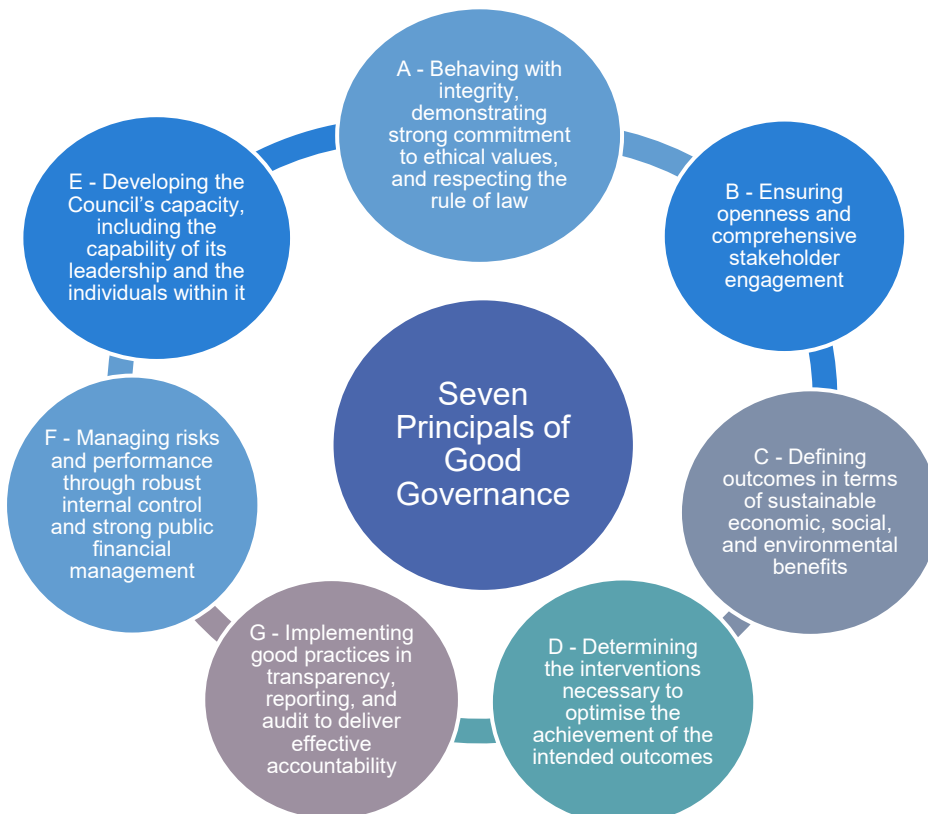 A - Behaving with
integrity,
demonstrating
strong commitment
to ethical values,
and respecting the
rule of law
B - Ensuring
openness and
comprehensive
stakeholder
engagement
C - Defining
outcomes in terms
of sustainable
economic, social,
and environmental
benefits
D - Determining
the interventions
necessary to
optimise the
achievement of the
intended outcomes
G - Implementing
good practices in
transparency,
reporting, and
audit to deliver
effective
accountability
F - Managing risks
and performance
through robust
internal control
and strong public
financial
management
E - Developing the
Council’s capacity,
including the
capability of its
leadership and the
individuals within it
Seven
Principals of
Good
Governance